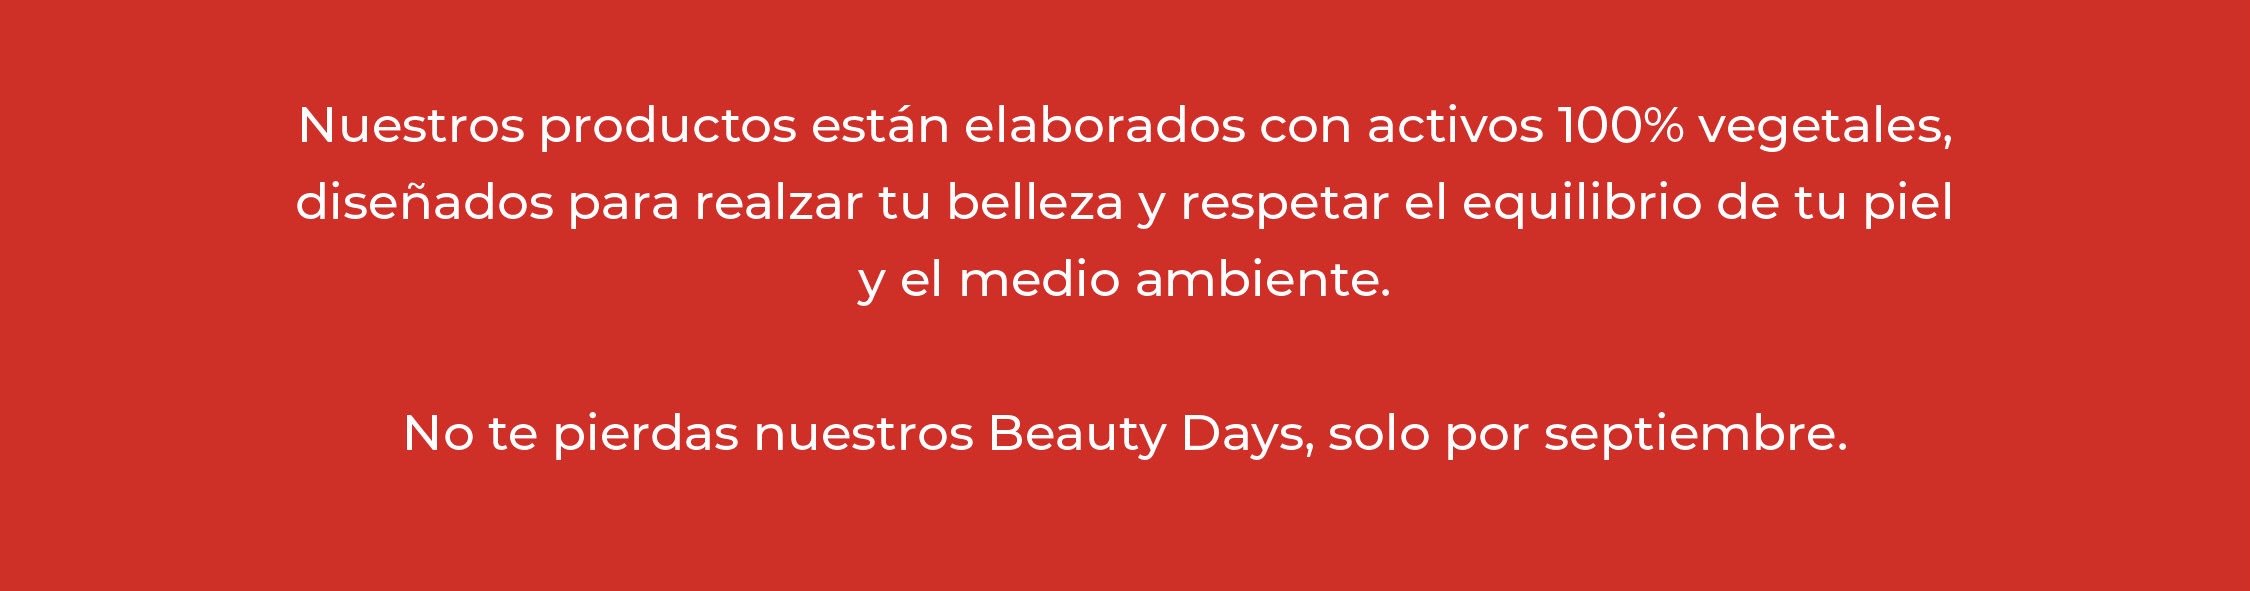 Nuestros productos están elaborados con activos 100% vegetales,
diseñados para realzar tu belleza y respetar el equilibrio de tu piel
y el medio ambiente.
No te pierdas nuestros Beauty Days, solo por septiembre.